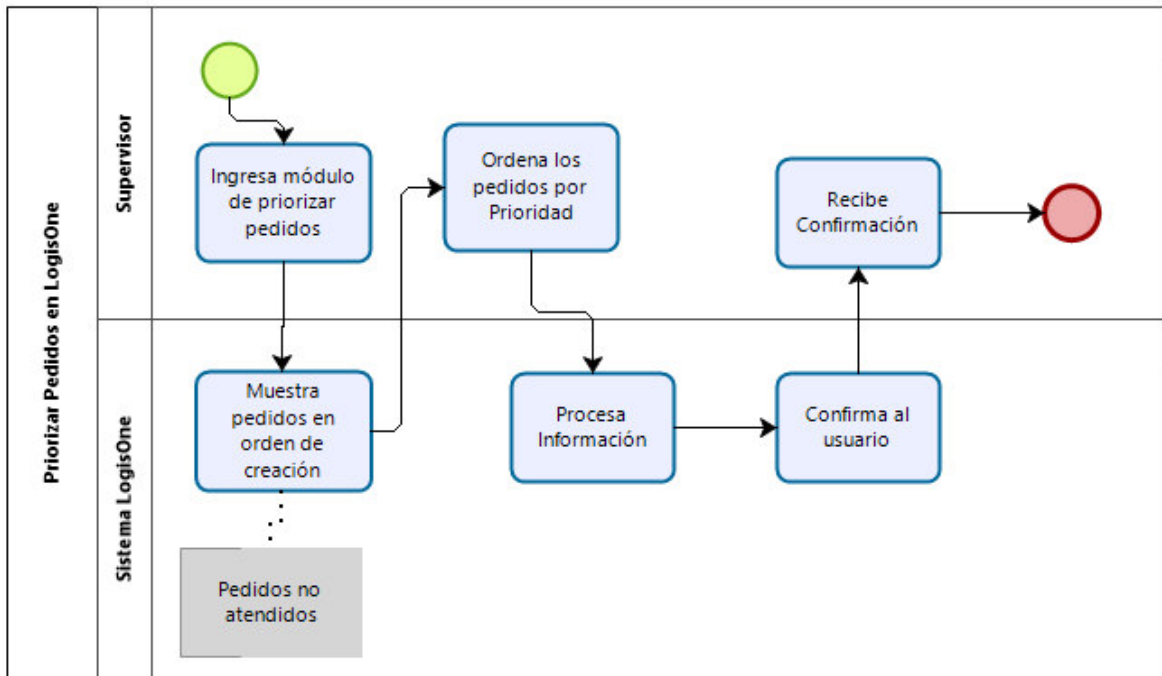 Priorizar Pedidos en LogisOne
Supervisor
Ingresa módulo
de priorizar
pedidos
Ordena los
pedidos por
Prioridad
Recibe
Confirmación
Sistema LogisOne
Muestra
pedidos en
orden de
creación
Procesa
Información
Confirma al
usuario
Pedidos no
atendidos